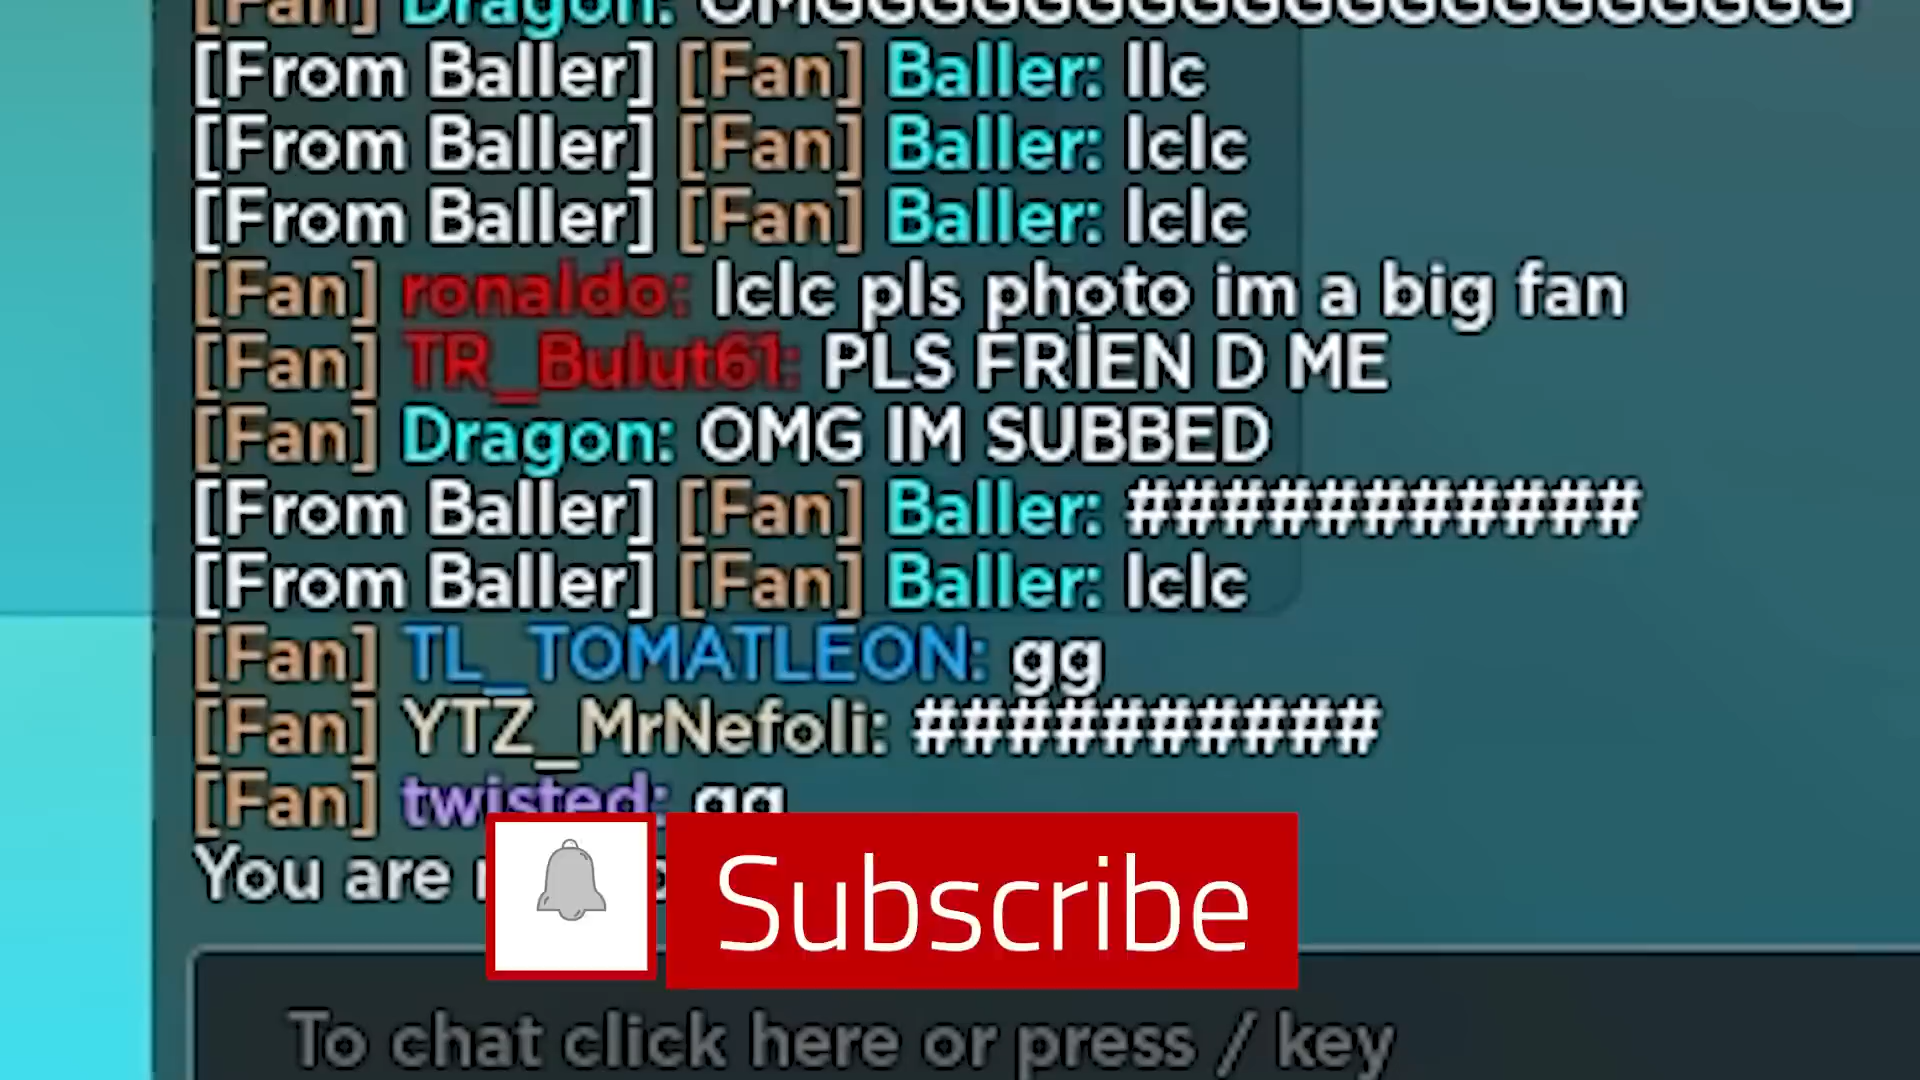 [Fan] Dragon: OMGGGGGGGGGGGGGGGGGGGGGG
[From Baller] [Fan] Baller: llc
[From Baller] [Fan] Baller: lclc
[From Baller] [Fan] Baller: lclc
[Fan] ronaldo: lclc pls photo im a big fan
[Fan] TR_Bulut61: PLS FRİEN D ME
[Fan] Dragon: OMG IM SUBBED
[From Baller] [Fan] Baller: ###########
[From Baller] [Fan] Baller: lclc
[Fan] TL_TOMATLEON: gg
[Fan] YTZ_MrNefoli: ##########
[Fan] twisted: gg
You are
Subscribe
To chat click here or press / key